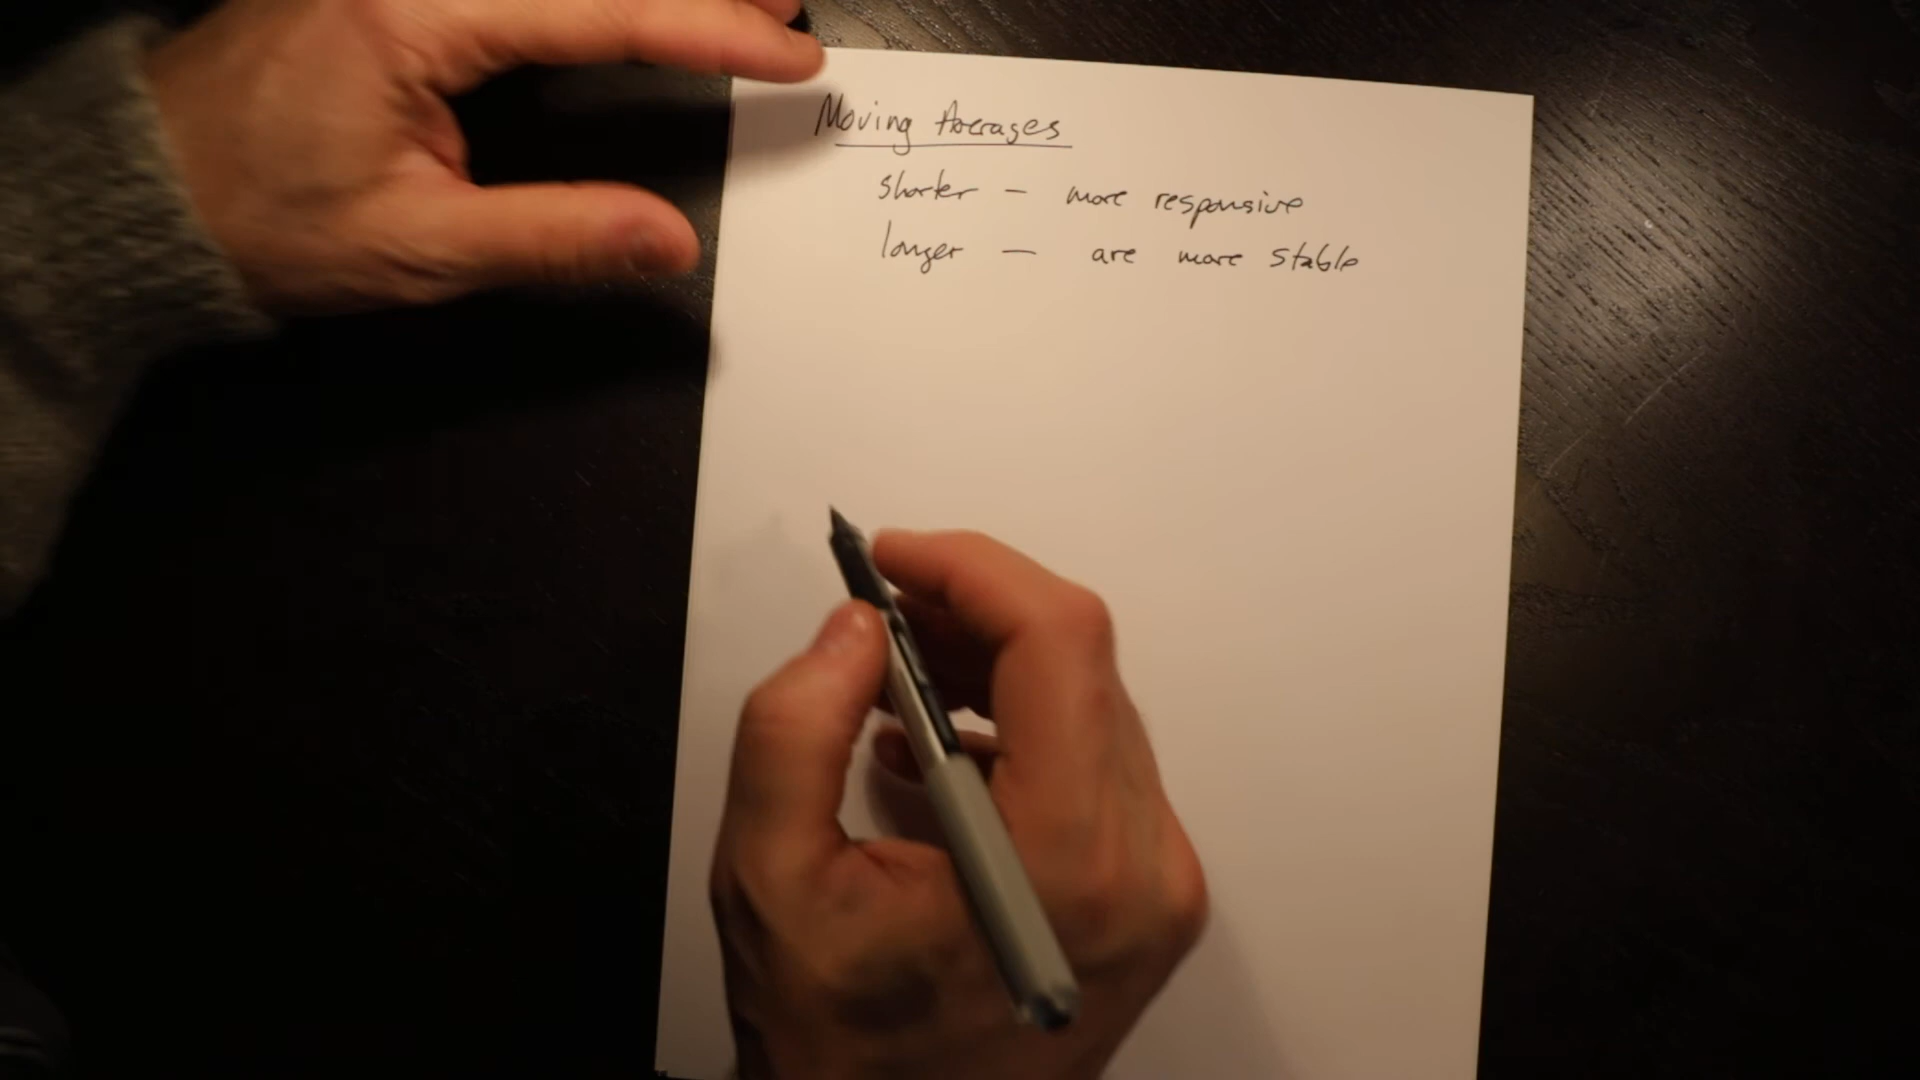 Moving Averages
shorter — more responsive
longer — are more stable